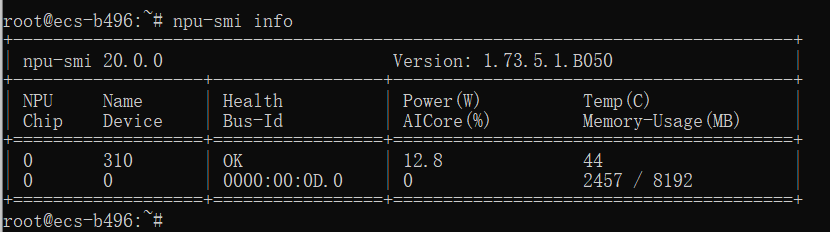 root@ecs-b496:~# npu-smi info
npu-smi 20.0.0 Version: 1.73.5.1.B050
NPU Name Health Power(W) Temp(C)
Chip Device Bus-Id AICore(%) Memory-Usage(MB)
0 310 OK 12.8 44
0 0 0000:00:0D.0 0 2457 / 8192
root@ecs-b496:~#